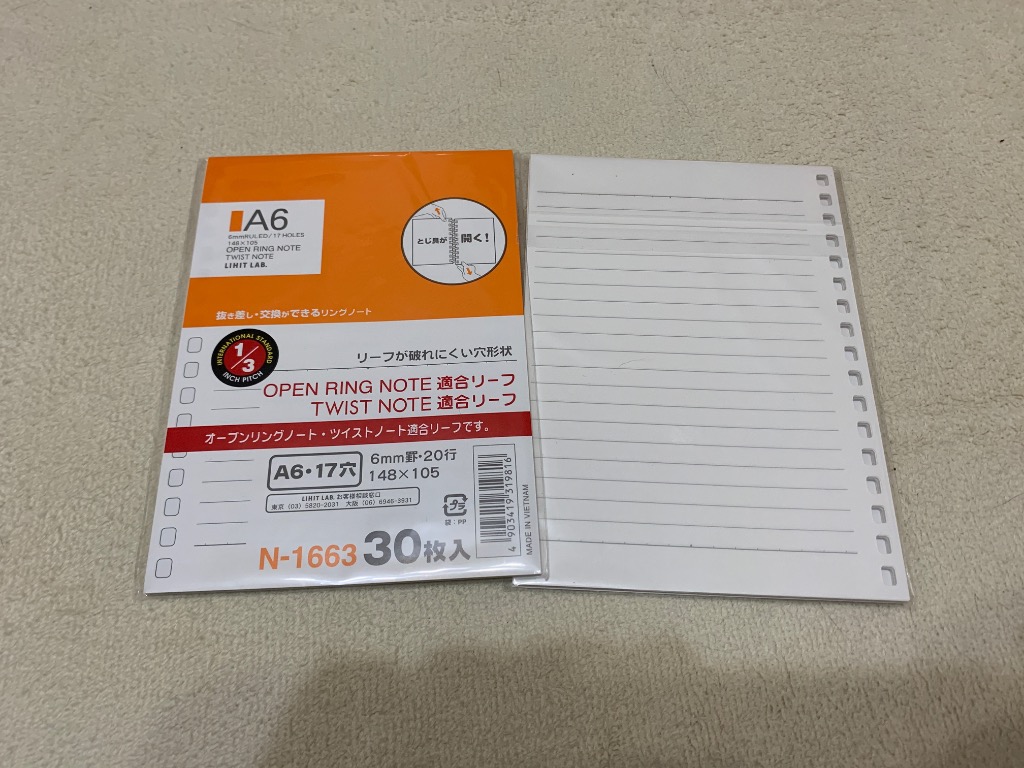 A6
6mmRULED/17 HOLES
148×105
OPEN RING NOTE
TWIST NOTE
LIHIT LAB.
とじ具が 開く!
抜き差し・交換ができるリングノート
INTERNATIONAL STANDARD
1/3
INCH PITCH
リーフが破れにくい穴形状
OPEN RING NOTE 適合リーフ
TWIST NOTE 適合リーフ
オープンリングノート・ツイストノート適合リーフです。
A6・17穴
6mm罫・20行
148×105
LIHIT LAB. お客様相談窓口
東京 (03) 5820-2031 大阪 (06) 6946-3931
プラ
袋:PP
N-1663 30枚入
4 903419 319816
MADE IN VIETNAM